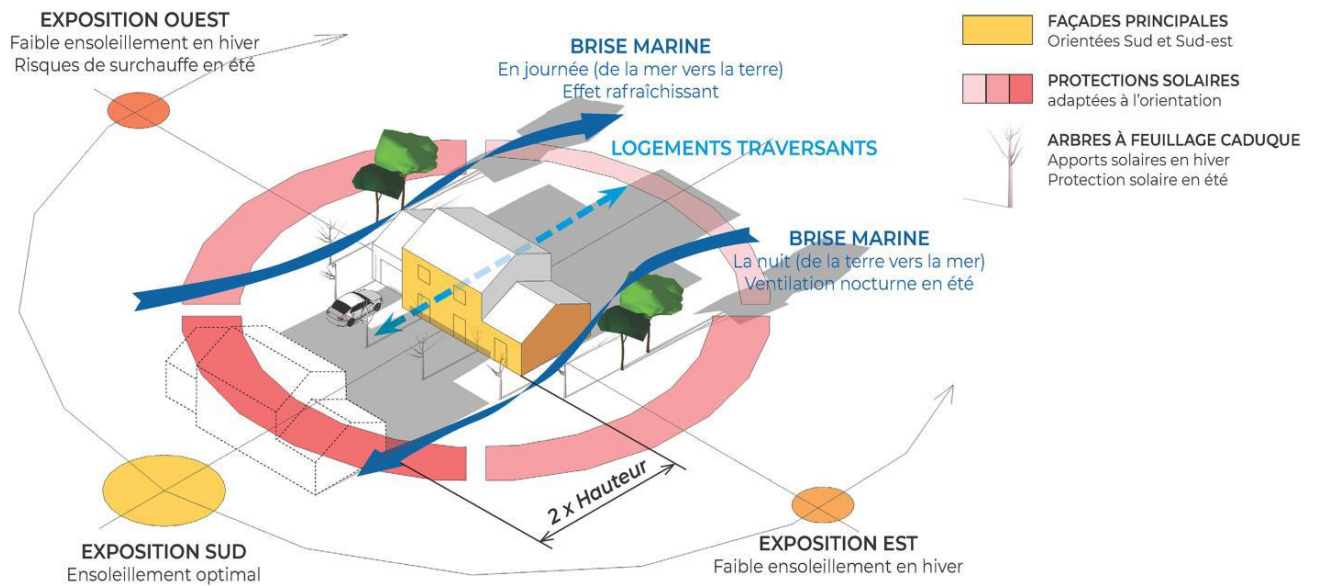 EXPOSITION OUEST
Faible ensoleillement en hiver
Risques de surchauffe en été
BRISE MARINE
En journée (de la mer vers la terre)
Effet rafraîchissant
LOGEMENTS TRAVERSANTS
BRISE MARINE
La nuit (de la terre vers la mer)
Ventilation nocturne en été
FAÇADES PRINCIPALES
Orientées Sud et Sud-est
PROTECTIONS SOLAIRES
adaptées à l'orientation
ARBRES À FEUILLAGE CADUQUE
Apports solaires en hiver
Protection solaire en été
2 x Hauteur
EXPOSITION SUD
Ensoleillement optimal
EXPOSITION EST
Faible ensoleillement en hiver